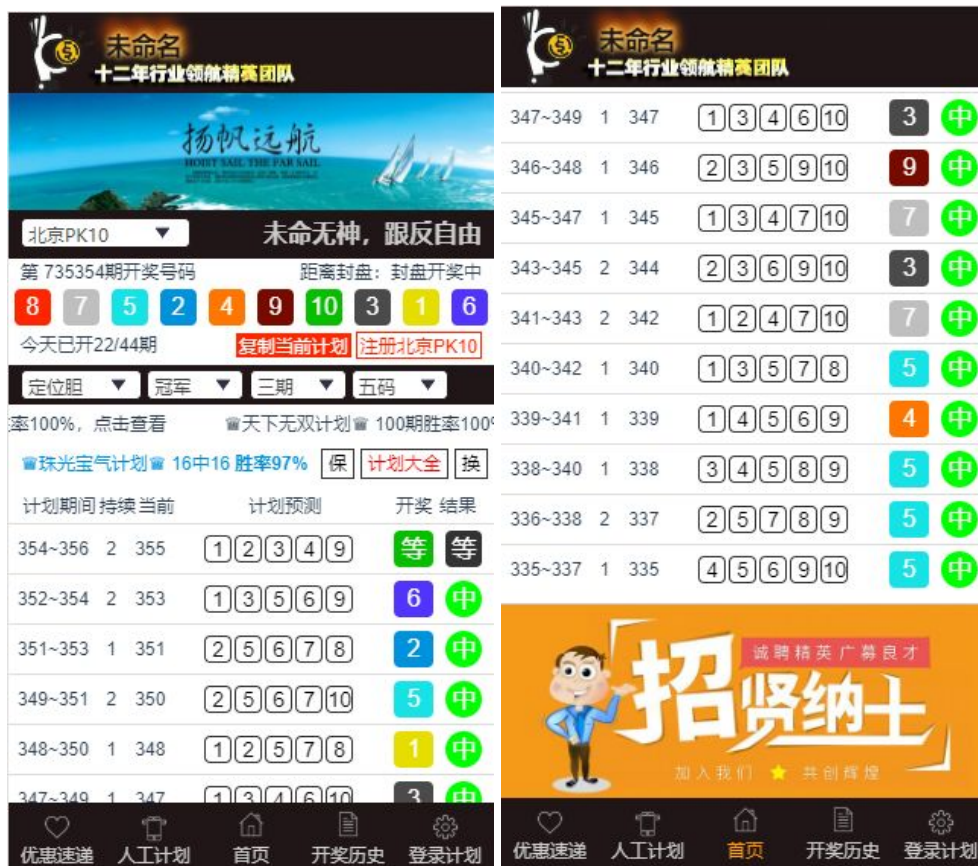 未命名
十二年行业领航精英团队
扬帆远航
HOIST SAIL THE FAR SAIL
北京PK10 ▼ 未命无神，跟反自由
第 735354期开奖号码 距离封盘：封盘开奖中
8 7 5 2 4 9 10 3 1 6
今天已开22/44期 复制当前计划 注册北京PK10
定位胆 ▼ 冠军 ▼ 三期 ▼ 五码 ▼
率100%，点击查看 ♛天下无双计划♛ 100期胜率100%
♛珠光宝气计划♛ 16中16 胜率97% 保 计划大全 换
计划期间 持续 当前 计划预测 开奖 结果
354~356 2 355 1 2 3 4 9 等 等
352~354 2 353 1 3 5 6 9 6 中
351~353 1 351 2 5 6 7 8 2 中
349~351 2 350 2 5 6 7 10 5 中
348~350 1 348 1 2 5 7 8 1 中
347~349 1 347 1 3 4 6 10 3 中
优惠速递 人工计划 首页 开奖历史 登录计划
未命名
十二年行业领航精英团队
347~349 1 347 1 3 4 6 10 3 中
346~348 1 346 2 3 5 9 10 9 中
345~347 1 345 1 3 4 7 10 7 中
343~345 2 344 2 3 6 9 10 3 中
341~343 2 342 1 2 4 7 10 7 中
340~342 1 340 1 3 5 7 8 5 中
339~341 1 339 1 4 5 6 9 4 中
338~340 1 338 3 4 5 8 9 5 中
336~338 2 337 2 5 7 8 9 5 中
335~337 1 335 4 5 6 9 10 5 中
诚聘精英广募良才
招贤纳士
加入我们 ★ 共创辉煌
优惠速递 人工计划 首页 开奖历史 登录计划